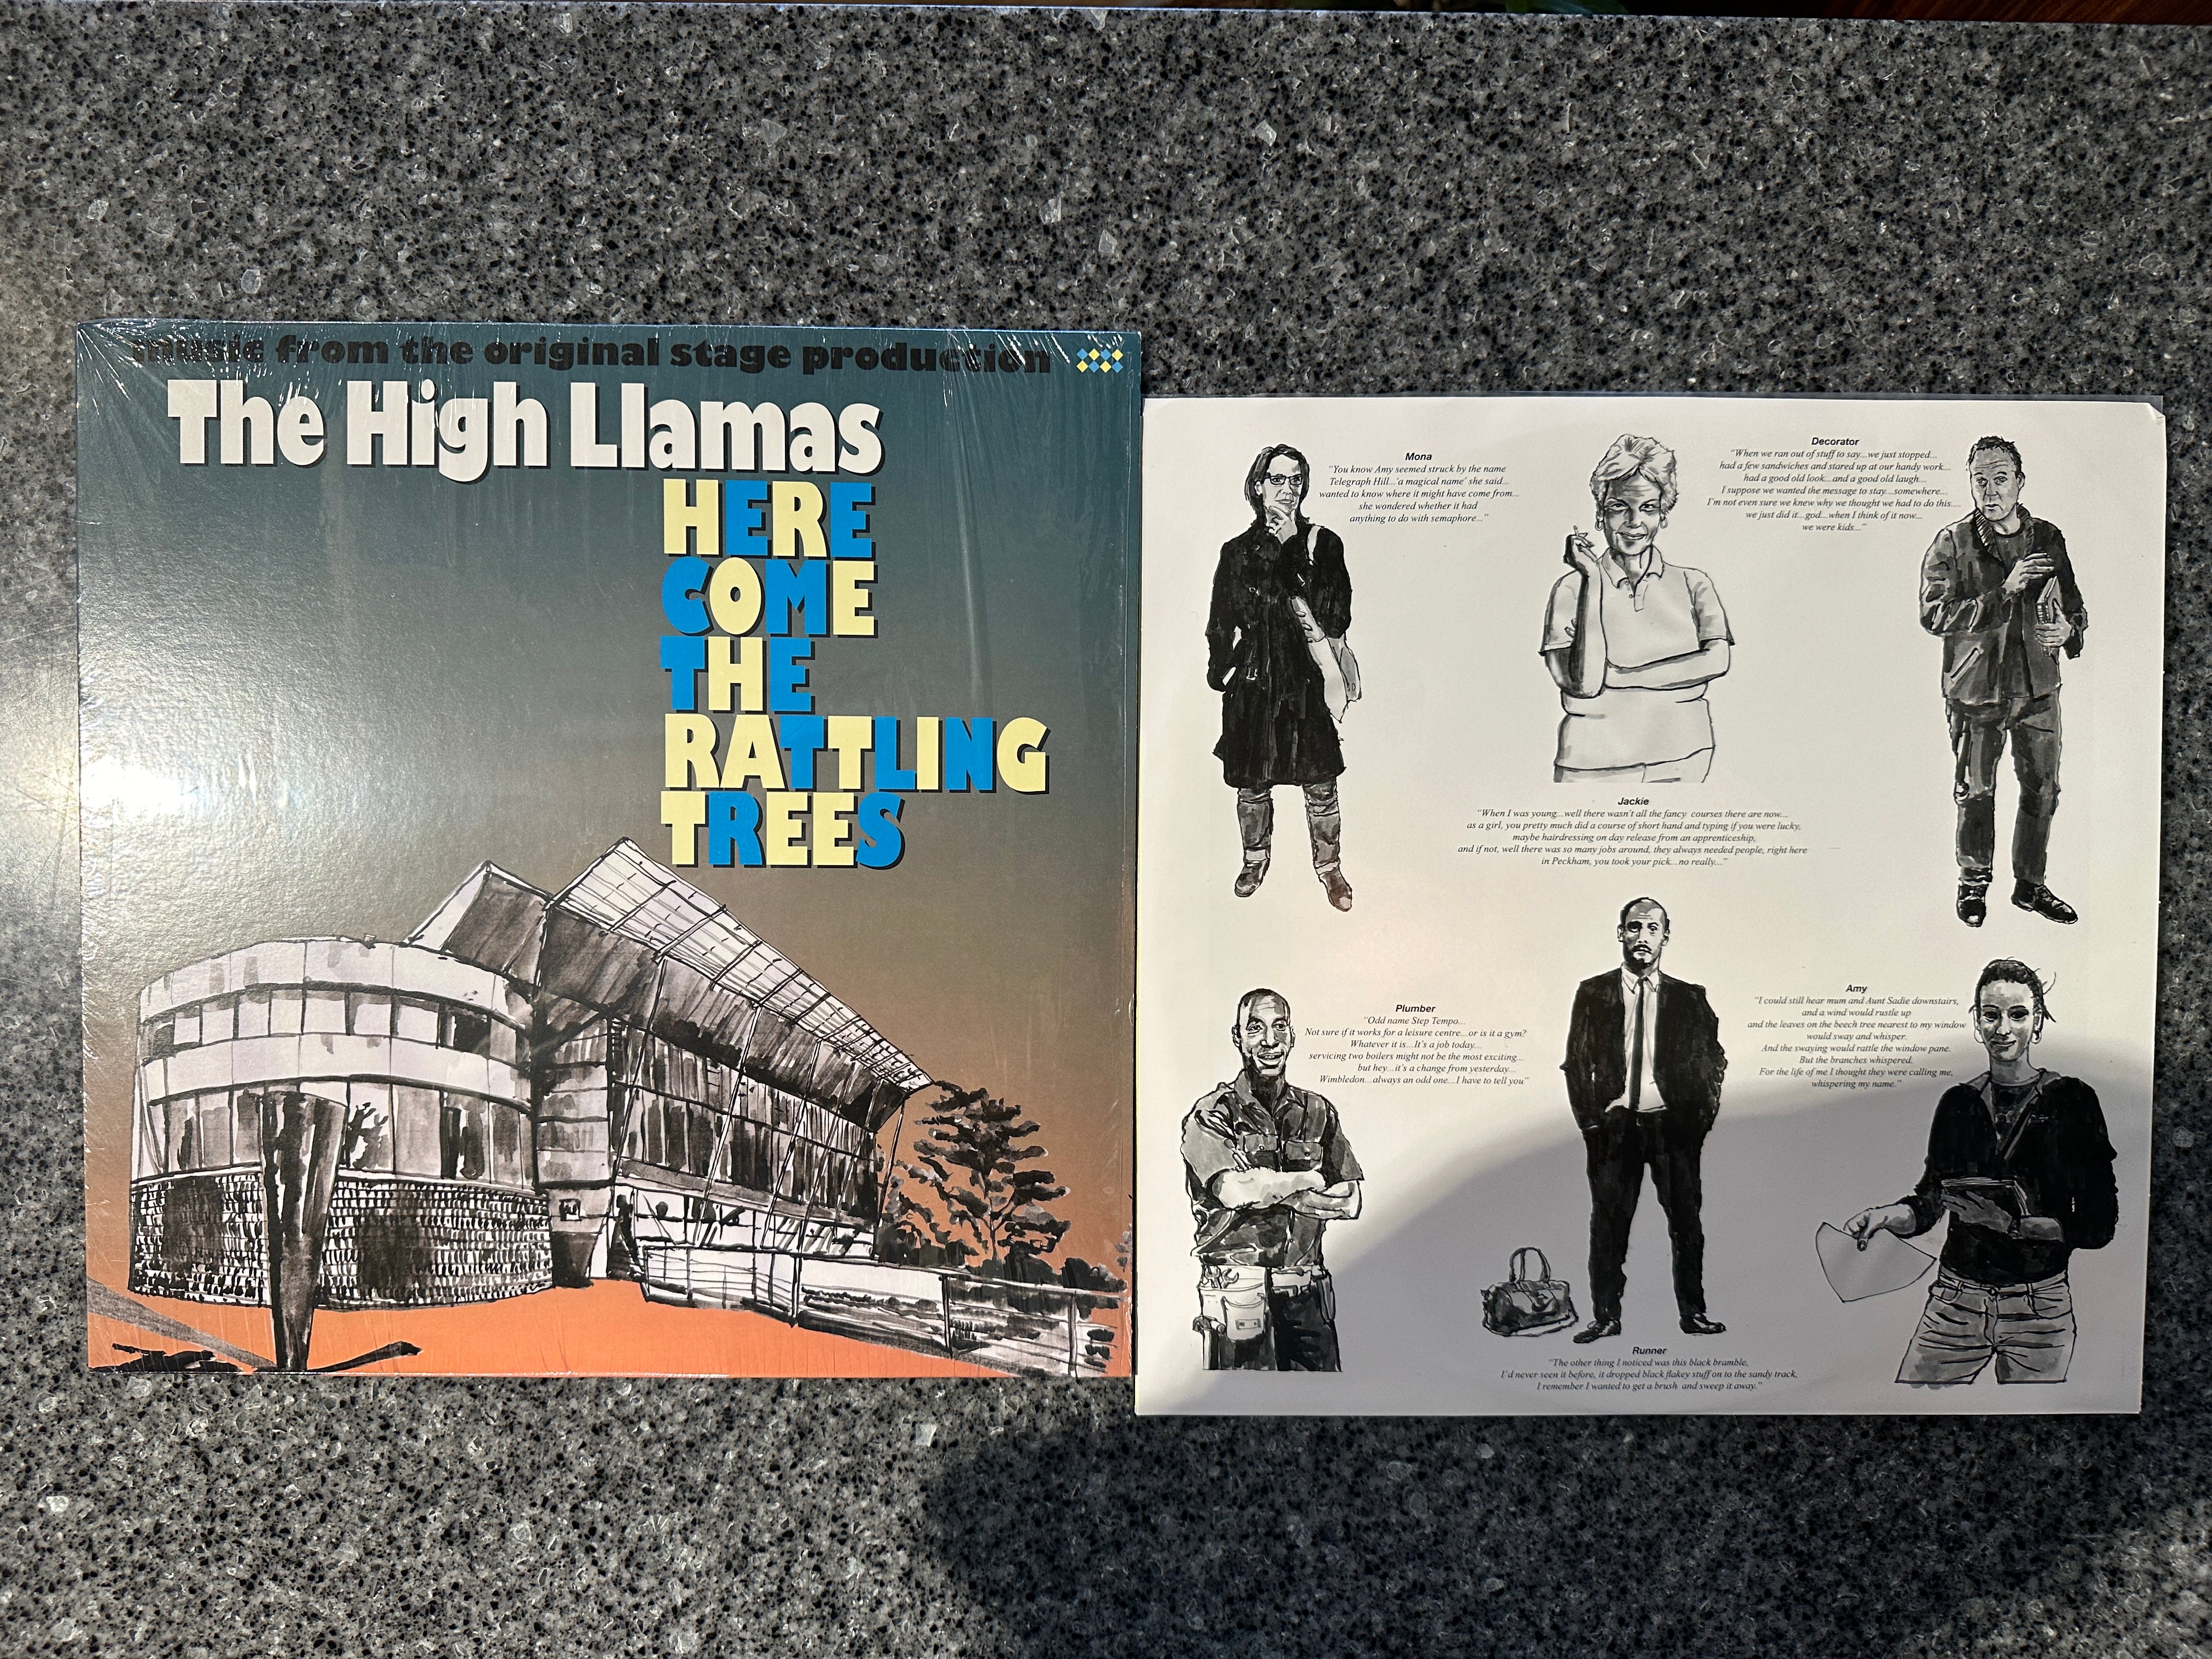 music from the original stage production
The High Llamas
HERE
COME
THE
RATTLING
TREES
Mona
"You know Amy seemed struck by the name
Telegraph Hill...'a magical name' she said...
wanted to know where it might have come from...
she wondered whether it had
anything to do with semaphore..."
Decorator
"When we ran out of stuff to say...we just stopped...
had a few sandwiches and stared up at our handy work...
had a good old look...and a good old laugh...
I suppose we wanted the message to stay...somewhere...
I'm not even sure we knew why we thought we had to do this...
we just did it...god...when I think of it now...
we were kids..."
Jackie
"When I was young...well there wasn't all the fancy courses there are now...
as a girl, you pretty much did a course of short hand and typing if you were lucky,
maybe hairdressing on day release from an apprenticeship,
and if not, well there was so many jobs around, they always needed people, right here
in Peckham, you took your pick...no really..."
Plumber
"Odd name Step Tempo...
Not sure if it works for a leisure centre...or is it a gym?
Whatever it is...It's a job today...
servicing two boilers might not be the most exciting...
but hey...it's a change from yesterday...
Wimbledon...always an odd one...I have to tell you"
Amy
"I could still hear mum and Aunt Sadie downstairs,
and a wind would rustle up
and the leaves on the beech tree nearest to my window
would sway and whisper.
And the swaying would rattle the window pane.
But the branches whispered.
For the life of me I thought they were calling me,
whispering my name."
Runner
"The other thing I noticed was this black bramble,
I'd never seen it before, it dropped black flakey stuff on to the sandy track,
I remember I wanted to get a brush and sweep it away."